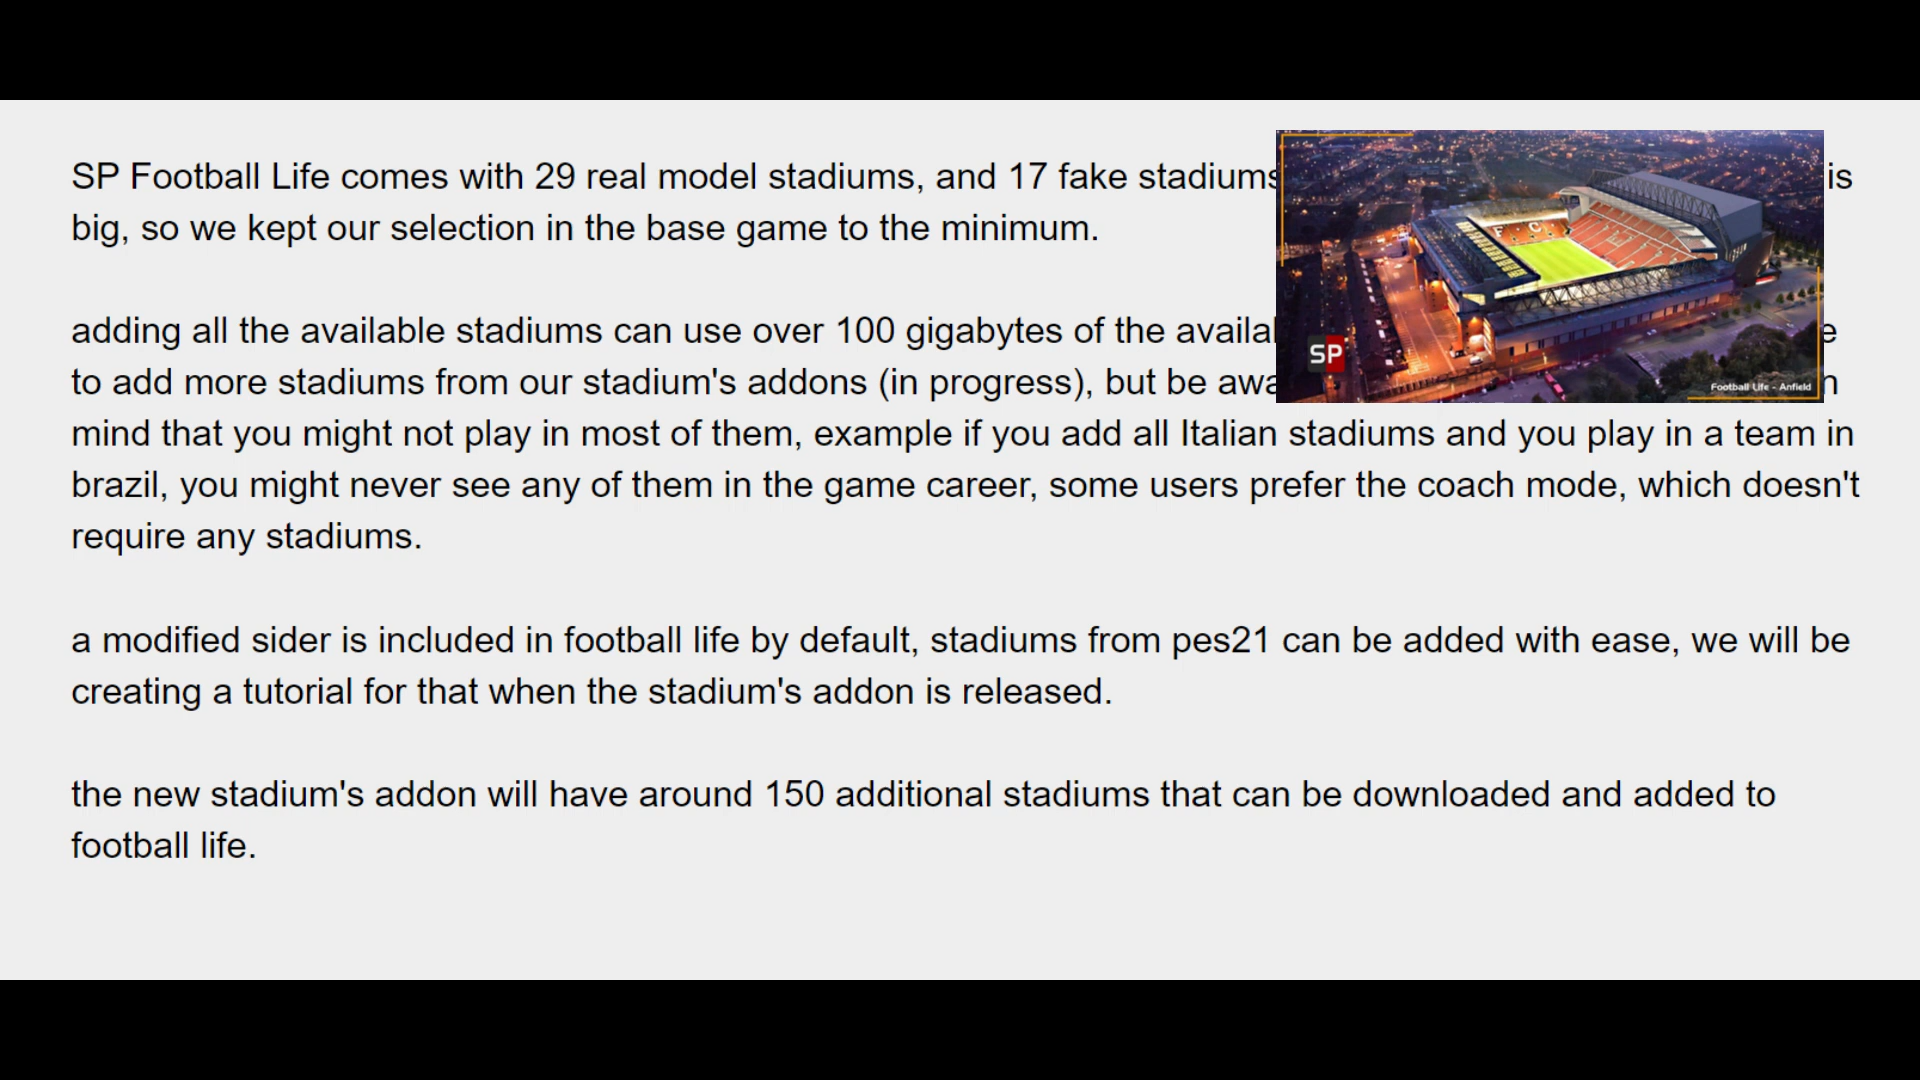 SP Football Life comes with 29 real model stadiums, and 17 fake stadiums is
big, so we kept our selection in the base game to the minimum.
adding all the available stadiums can use over 100 gigabytes of the
to add more stadiums from our stadium's addons (in progress), but be
mind that you might not play in most of them, example if you add all Italian stadiums and you play in a team in
brazil, you might never see any of them in the game career, some users prefer the coach mode, which doesn't
require any stadiums.
a modified sider is included in football life by default, stadiums from pes21 can be added with ease, we will be
creating a tutorial for that when the stadium's addon is released.
the new stadium's addon will have around 150 additional stadiums that can be downloaded and added to
football life.
SP
Football Life - Anfield